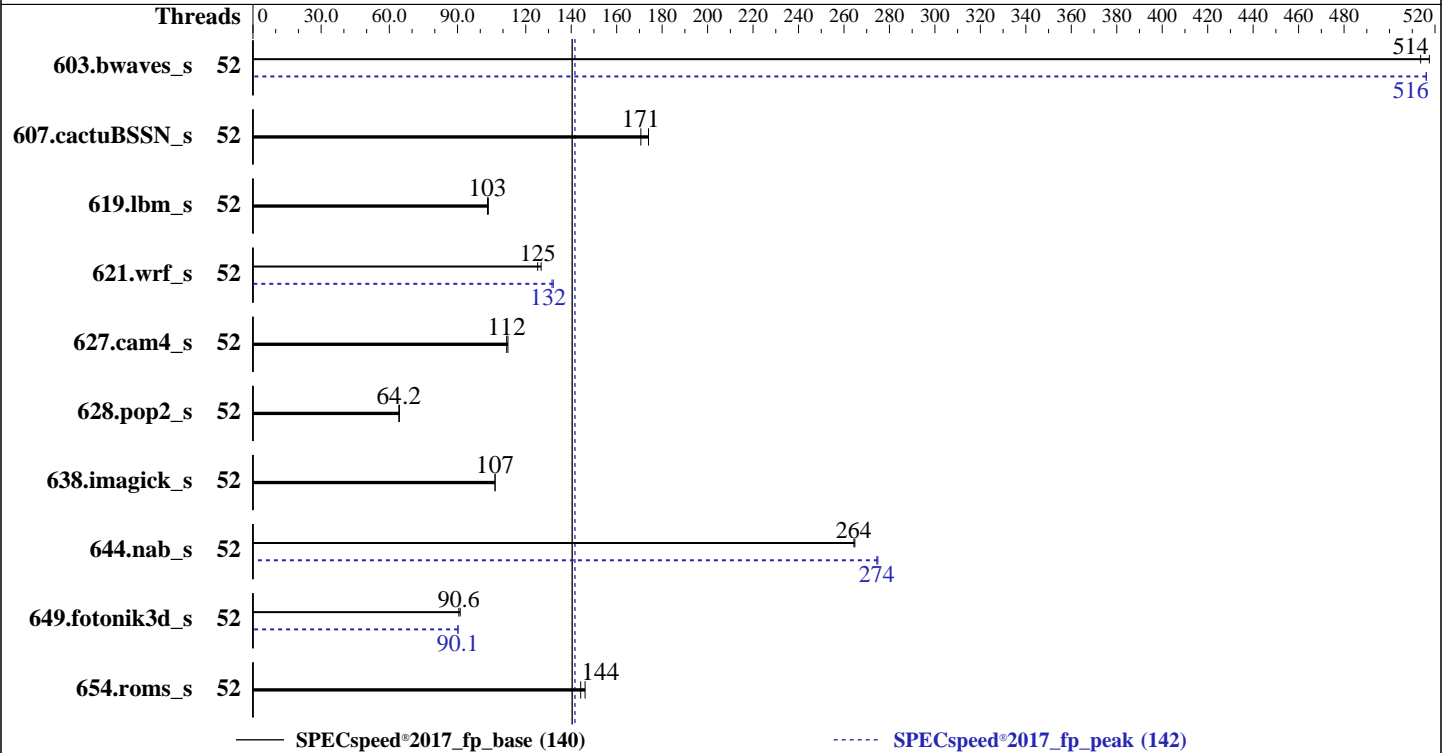 Threads 0 30.0 60.0 90.0 120 140 160 180 200 220 240 260 280 300 320 340 360 380 400 420 440 460 480 520
603.bwaves_s 52 514
516
607.cactuBSSN_s 52 171
619.lbm_s 52 103
621.wrf_s 52 125
132
627.cam4_s 52 112
628.pop2_s 52 64.2
638.imagick_s 52 107
644.nab_s 52 264
274
649.fotonik3d_s 52 90.6
90.1
654.roms_s 52 144
SPECspeed®2017_fp_base (140) SPECspeed®2017_fp_peak (142)